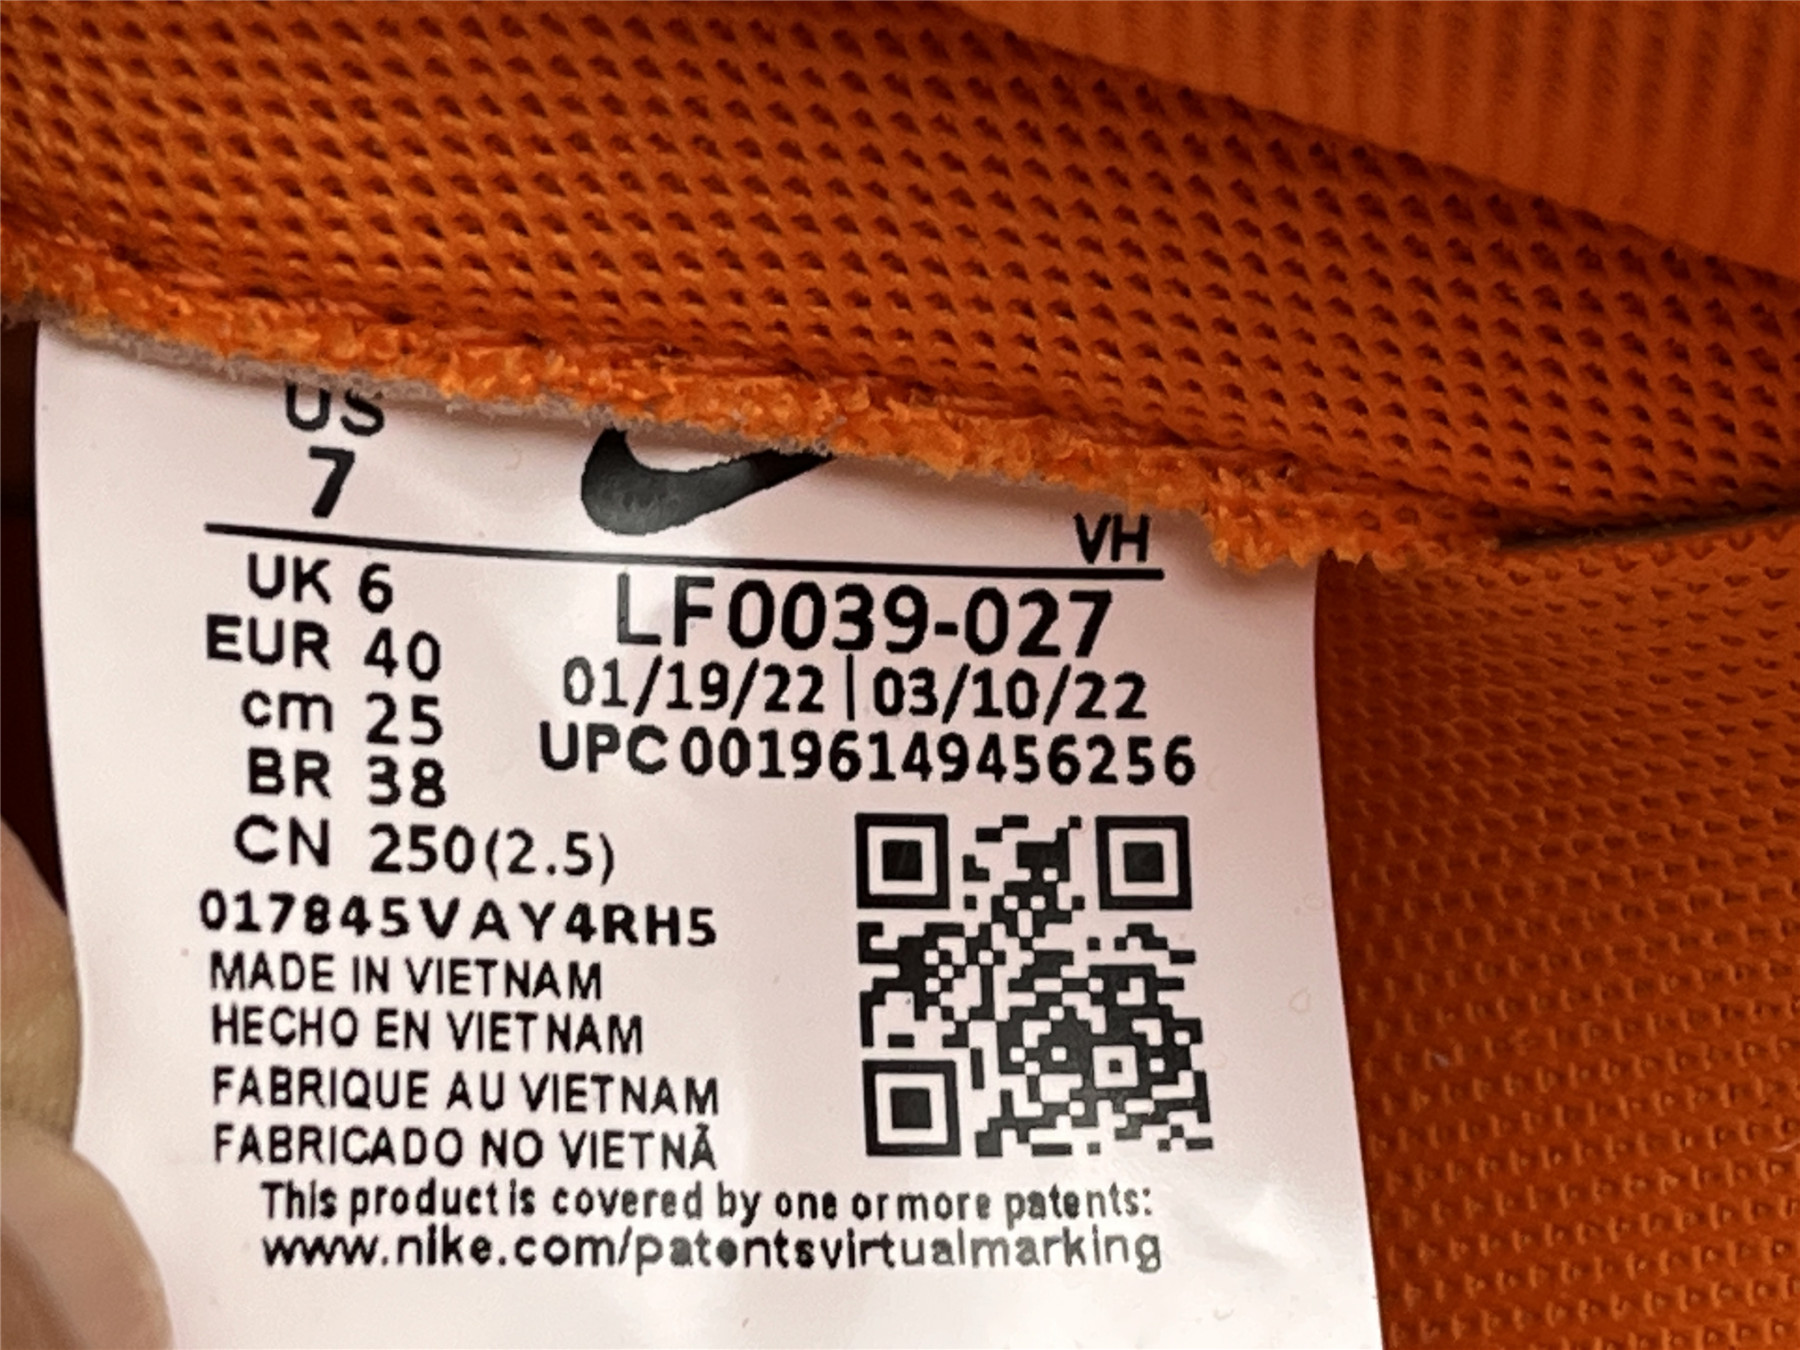 US
7
VH
UK 6
EUR 40
cm 25
BR 38
CN 250(2.5)
LF0039-027
01/19/22|03/10/22
UPC00196149456256
017845VAY4RH5
MADE IN VIETNAM
HECHO EN VIETNAM
FABRIQUE AU VIETNAM
FABRICADO NO VIETNÃ
This product is covered by one or more patents:
www.nike.com/patentsvirtualmarking